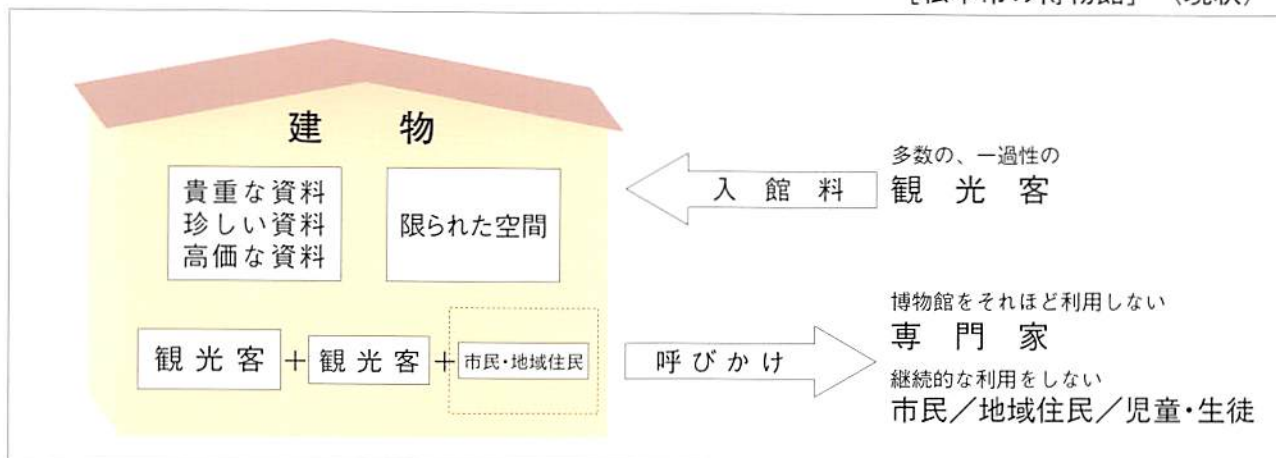 建物
貴重な資料
珍しい資料
高価な資料
限られた空間
観光客+観光客+市民・地域住民
入館料
多数の、一過性の
観光客
呼びかけ
博物館をそれほど利用しない
専門家
継続的な利用をしない
市民／地域住民／児童・生徒